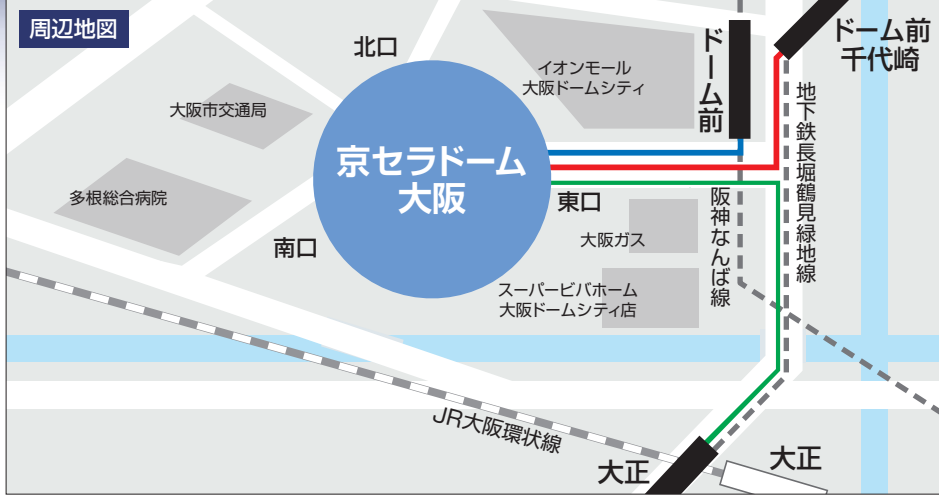 周辺地図
北口
イオンモール
大阪ドームシティ
ドーム前
ドーム前
千代崎
大阪市交通局
京セラドーム
大阪
地下鉄長堀鶴見緑地線
多根総合病院
東口
阪神なんば線
南口
大阪ガス
スーパービバホーム
大阪ドームシティ店
JR大阪環状線
大正
大正